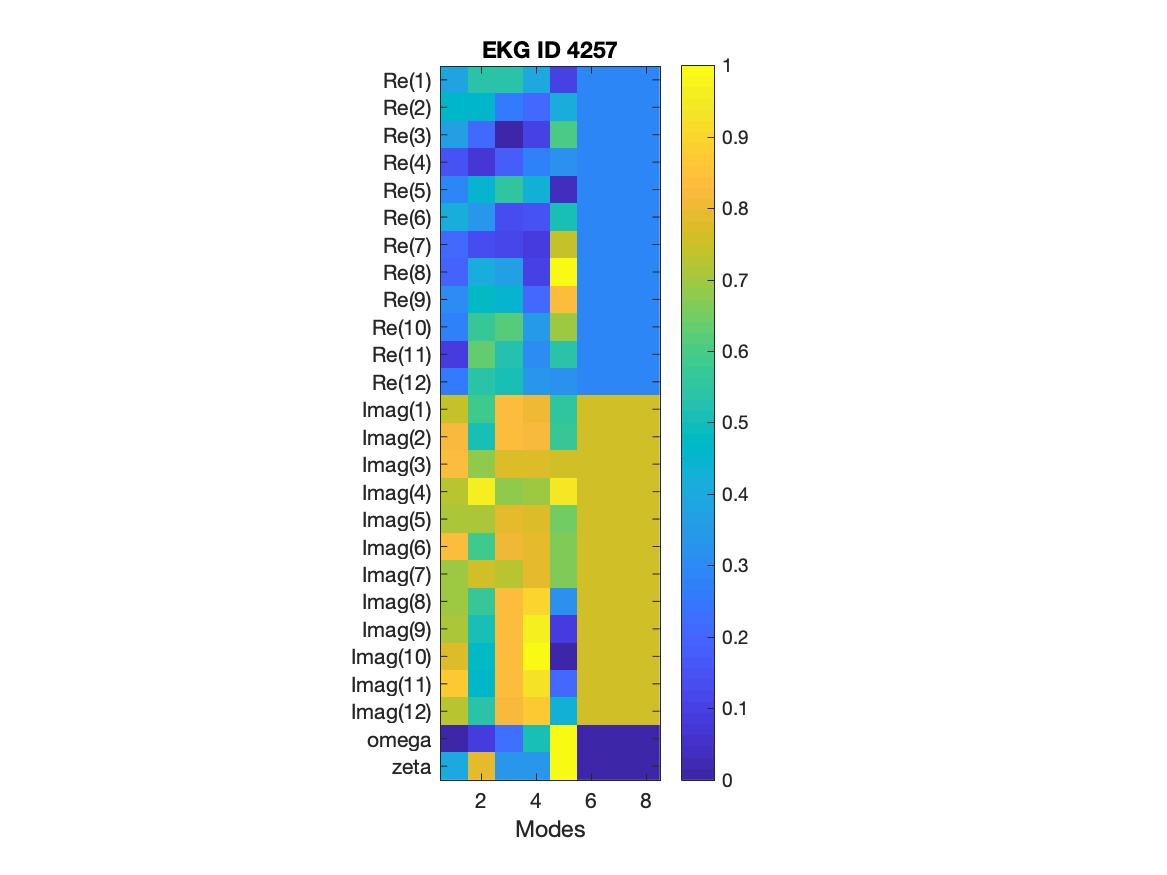 EKG ID 4257
Re(1)
Re(2)
Re(3)
Re(4)
Re(5)
Re(6)
Re(7)
Re(8)
Re(9)
Re(10)
Re(11)
Re(12)
Imag(1)
Imag(2)
Imag(3)
Imag(4)
Imag(5)
Imag(6)
Imag(7)
Imag(8)
Imag(9)
Imag(10)
Imag(11)
Imag(12)
omega
zeta
2 4 6 8
Modes
1
0.9
0.8
0.7
0.6
0.5
0.4
0.3
0.2
0.1
0